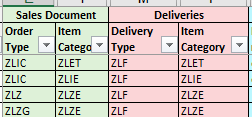 Sales Document Deliveries
Order Type Item Catego Delivery Type Item Category
ZLIC ZLET ZLF ZLET
ZLIC ZLIE ZLF ZLIE
ZLZ ZLZE ZLF ZLZE
ZLZG ZLZE ZLF ZLZE